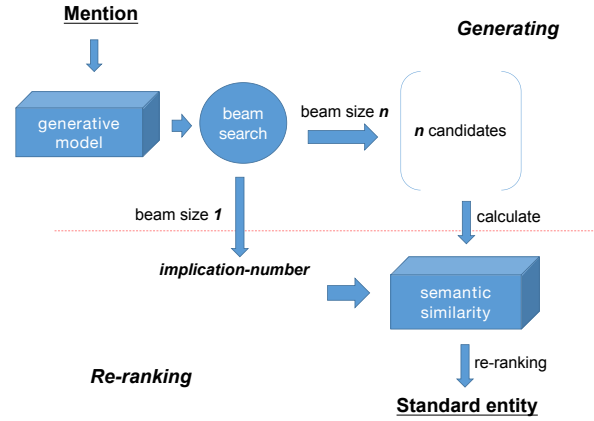 Mention
Generating
generative
model
beam
search
beam size n
n candidates
beam size 1
calculate
implication-number
semantic
similarity
re-ranking
Re-ranking
Standard entity